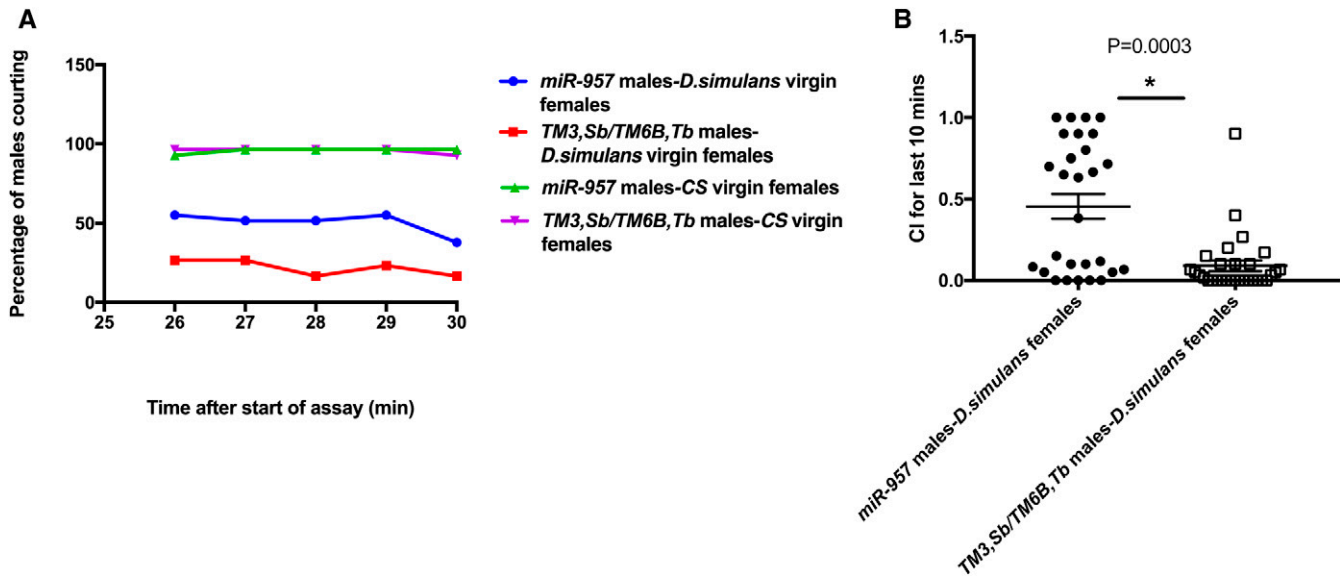 A
Percentage of males counting
150
100
50
0
25 26 27 28 29 30
Time after start of assay (min)
miR-957 males-D.simulans virgin
females
TM3,Sb/TM6B,Tb males-
D.simulans virgin females
miR-957 males-CS virgin females
TM3,Sb/TM6B,Tb males-CS virgin
females
B
CI for last 10 mins
1.5
1.0
0.5
0.0
P=0.0003
*
miR-957 males-D.simulans females
TM3,Sb/TM6B,Tb males-D.simulans females